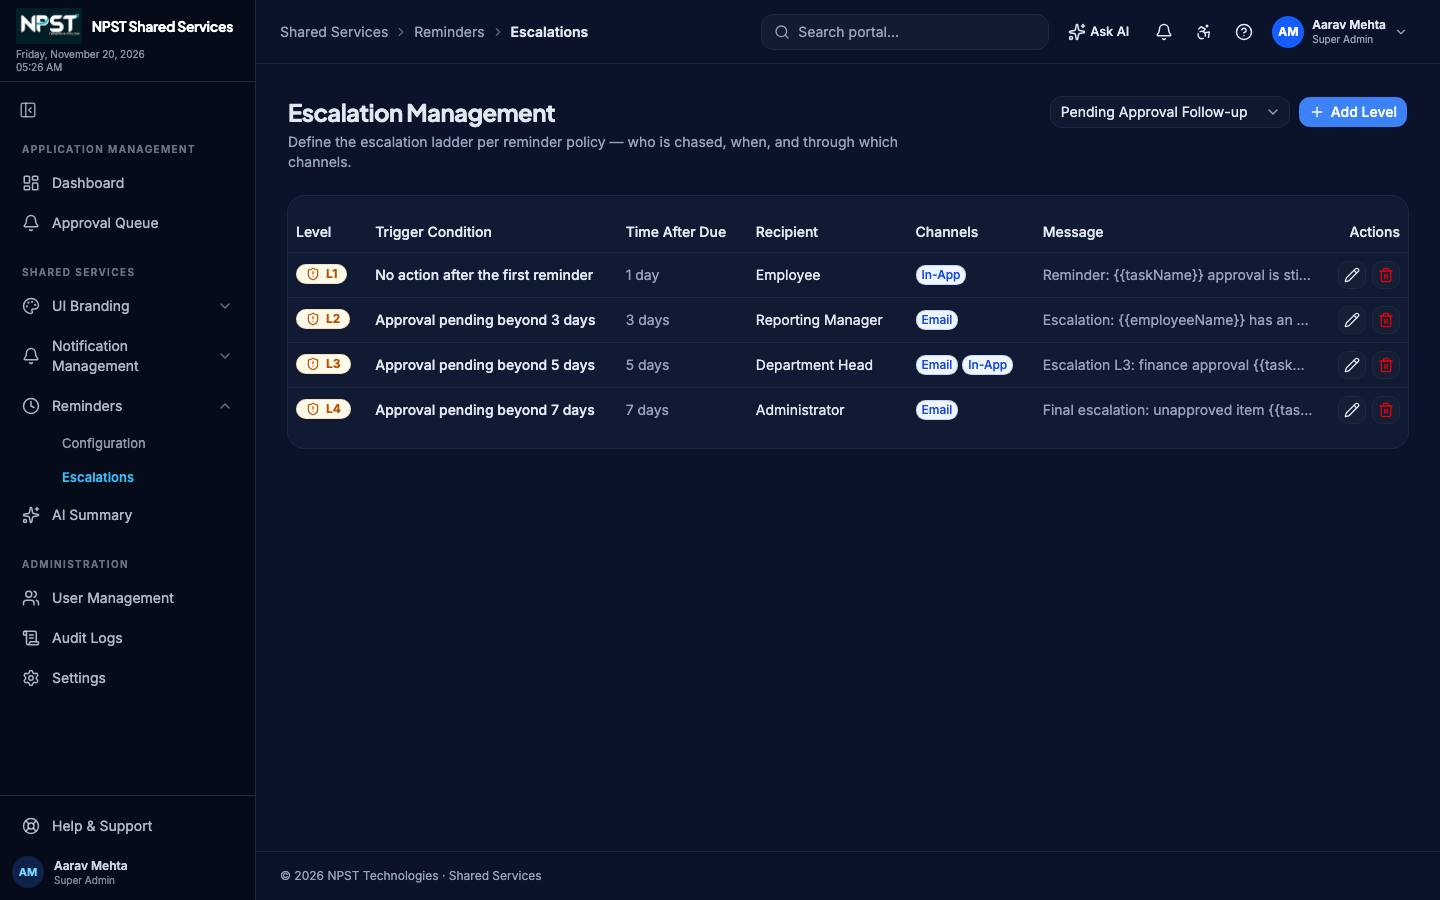 NPST NPST Shared Services
Friday, November 20, 2026
05:26 AM
Shared Services > Reminders > Escalations
Search portal...
Ask AI
AM
Aarav Mehta
Super Admin
APPLICATION MANAGEMENT
Dashboard
Approval Queue
SHARED SERVICES
UI Branding
Notification
Management
Reminders
Configuration
Escalations
AI Summary
ADMINISTRATION
User Management
Audit Logs
Settings
Help & Support
AM
Aarav Mehta
Super Admin
Escalation Management
Define the escalation ladder per reminder policy — who is chased, when, and through which
channels.
Pending Approval Follow-up
+ Add Level
Level Trigger Condition Time After Due Recipient Channels Message Actions
L1 No action after the first reminder 1 day Employee In-App Reminder: {{taskName}} approval is sti...
L2 Approval pending beyond 3 days 3 days Reporting Manager Email Escalation: {{employeeName}} has an ...
L3 Approval pending beyond 5 days 5 days Department Head Email In-App Escalation L3: finance approval {{task...
L4 Approval pending beyond 7 days 7 days Administrator Email Final escalation: unapproved item {{tas...
© 2026 NPST Technologies · Shared Services